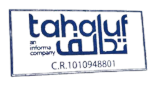 tahaluf
an
informa
company
تحالف
C.R.1010948801